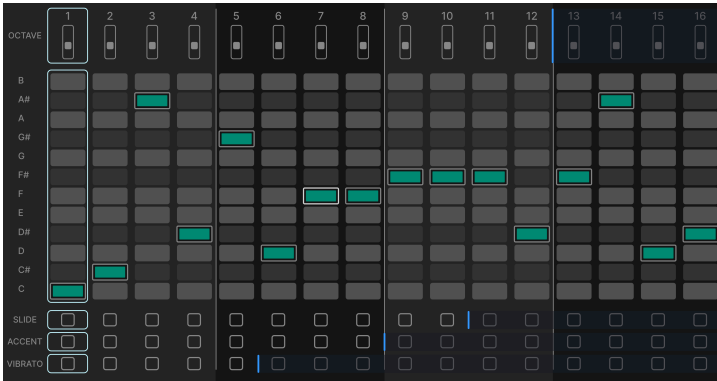 1 2 3 4 5 6 7 8 9 10 11 12 13 14 15 16
OCTAVE
B
A#
A
G#
G
F#
F
E
D#
D
C#
C
SLIDE
ACCENT
VIBRATO